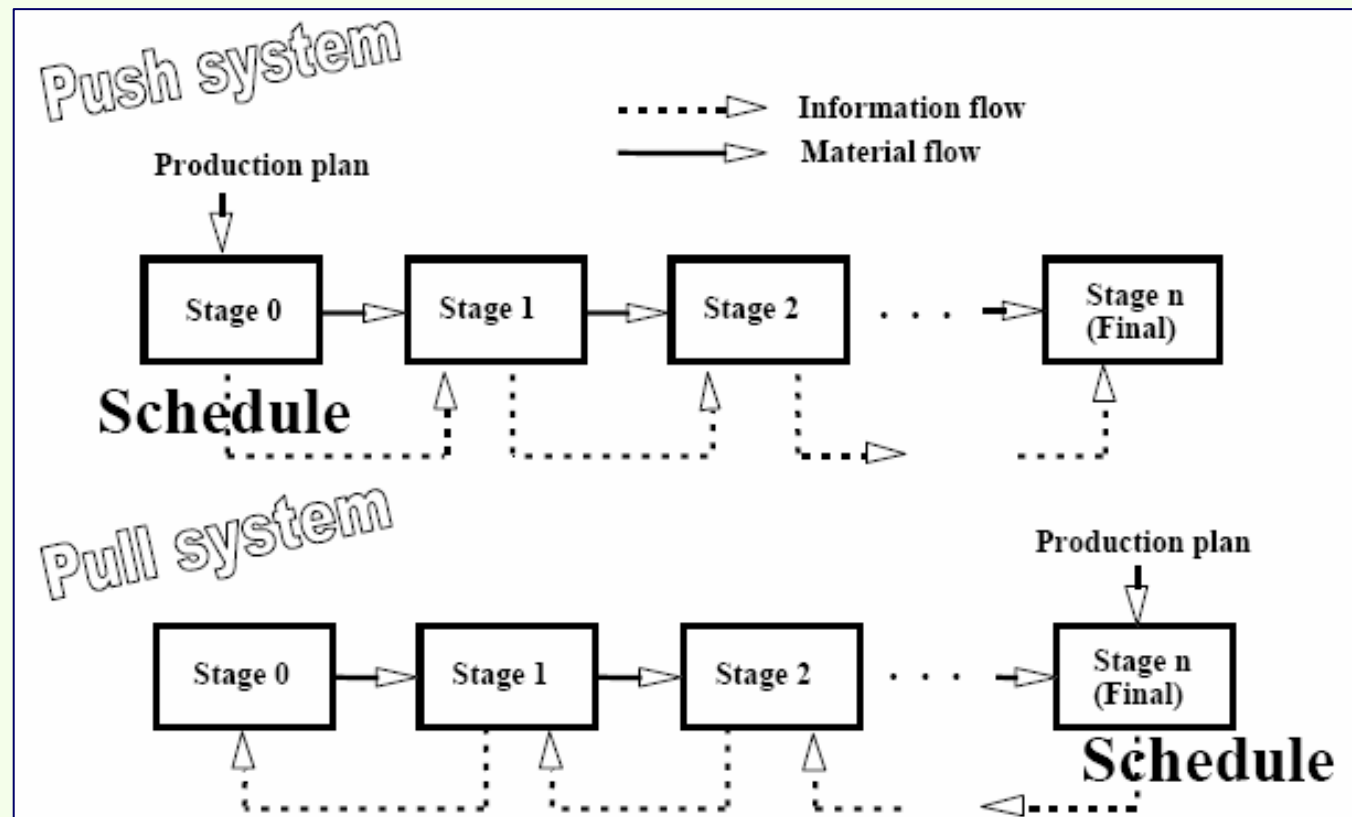 Push system
Information flow
Material flow
Production plan
Stage 0
Stage 1
Stage 2
. . .
Stage n
(Final)
Schedule
Pull system
Production plan
Stage 0
Stage 1
Stage 2
. . .
Stage n
(Final)
Schedule